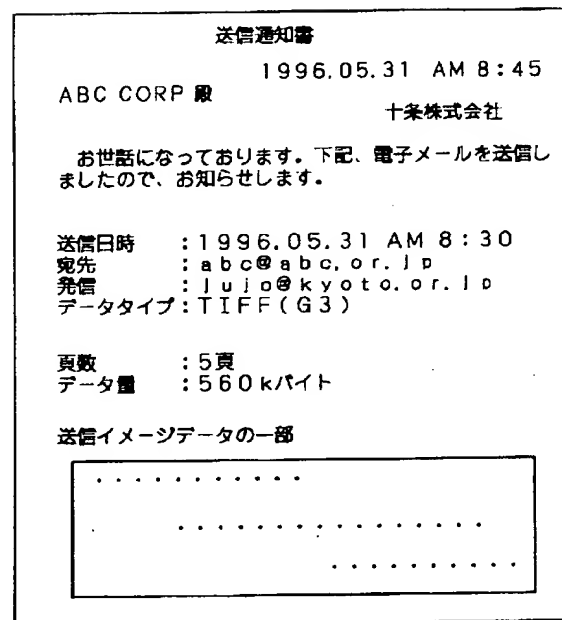 送信通知書
1996.05.31 AM 8:45
ABC CORP 殿
十条株式会社
お世話になっております。下記、電子メールを送信し
ましたので、お知らせします。
送信日時 :1996.05.31 AM 8:30
宛先 :abc@abc.or.jp
発信 :jujo@kyoto.or.jp
データタイプ:TIFF(G3)
頁数 :5頁
データ量 :560kバイト
送信イメージデータの一部